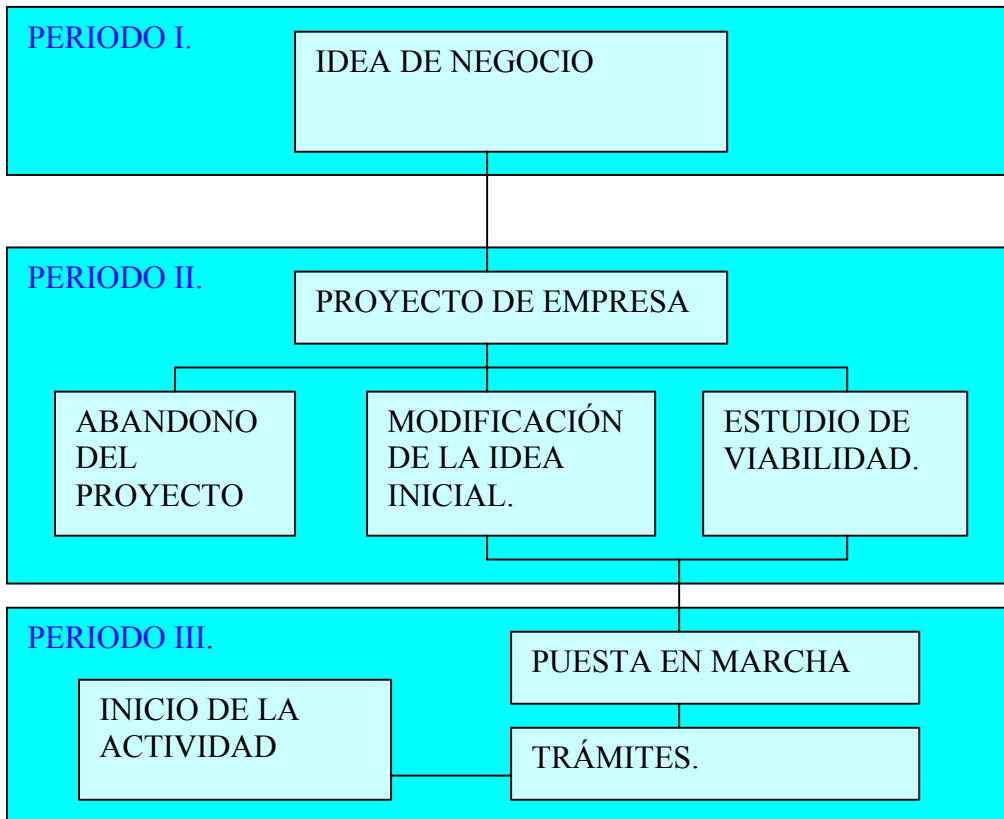 PERIODO I.
IDEA DE NEGOCIO
PERIODO II.
PROYECTO DE EMPRESA
ABANDONO
DEL
PROYECTO
MODIFICACIÓN
DE LA IDEA
INICIAL.
ESTUDIO DE
VIABILIDAD.
PERIODO III.
PUESTA EN MARCHA
INICIO DE LA
ACTIVIDAD
TRÁMITES.